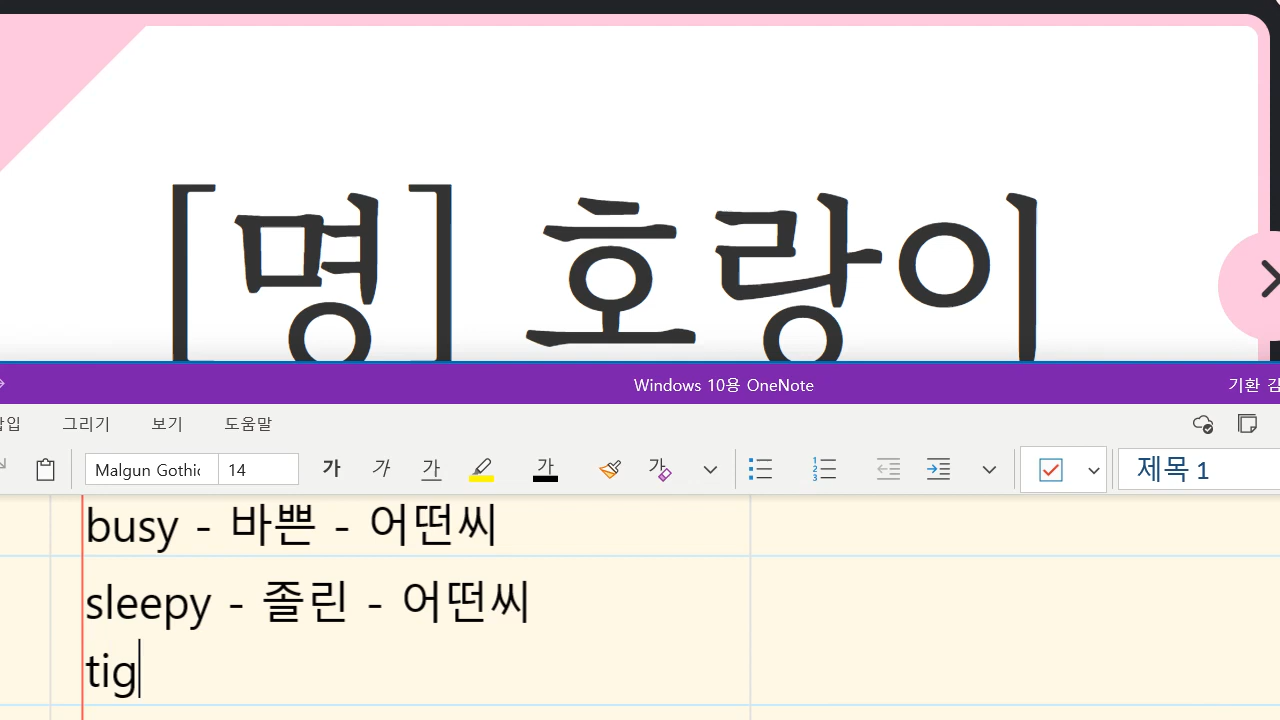 [명] 호랑이
Windows 10용 OneNote
기환 김
삽입 그리기 보기 도움말
Malgun Gothic 14 가 가 가 가 가 제목 1
busy - 바쁜 - 어떤씨
sleepy - 졸린 - 어떤씨
tig